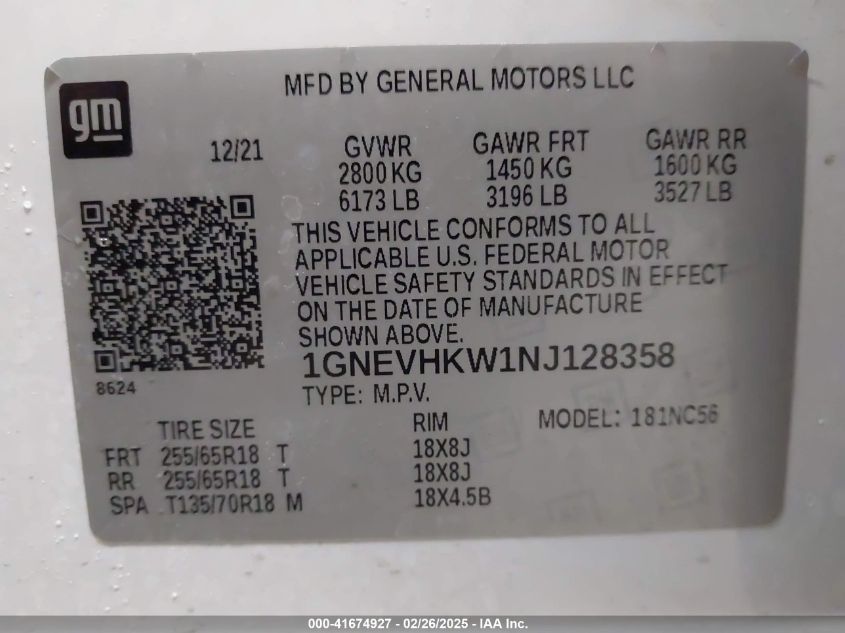 MFD BY GENERAL MOTORS LLC
gm
12/21 GVWR GAWR FRT GAWR RR
2800 KG 1450 KG 1600 KG
6173 LB 3196 LB 3527 LB
THIS VEHICLE CONFORMS TO ALL
APPLICABLE U.S. FEDERAL MOTOR
VEHICLE SAFETY STANDARDS IN EFFECT
ON THE DATE OF MANUFACTURE
SHOWN ABOVE.
1GNEVHKW1NJ128358
8624
TYPE: M.P.V.
TIRE SIZE RIM MODEL: 181NC56
FRT 255/65R18 T 18X8J
RR 255/65R18 T 18X8J
SPA T135/70R18 M 18X4.5B
000-41674927 - 02/26/2025 - IAA Inc.